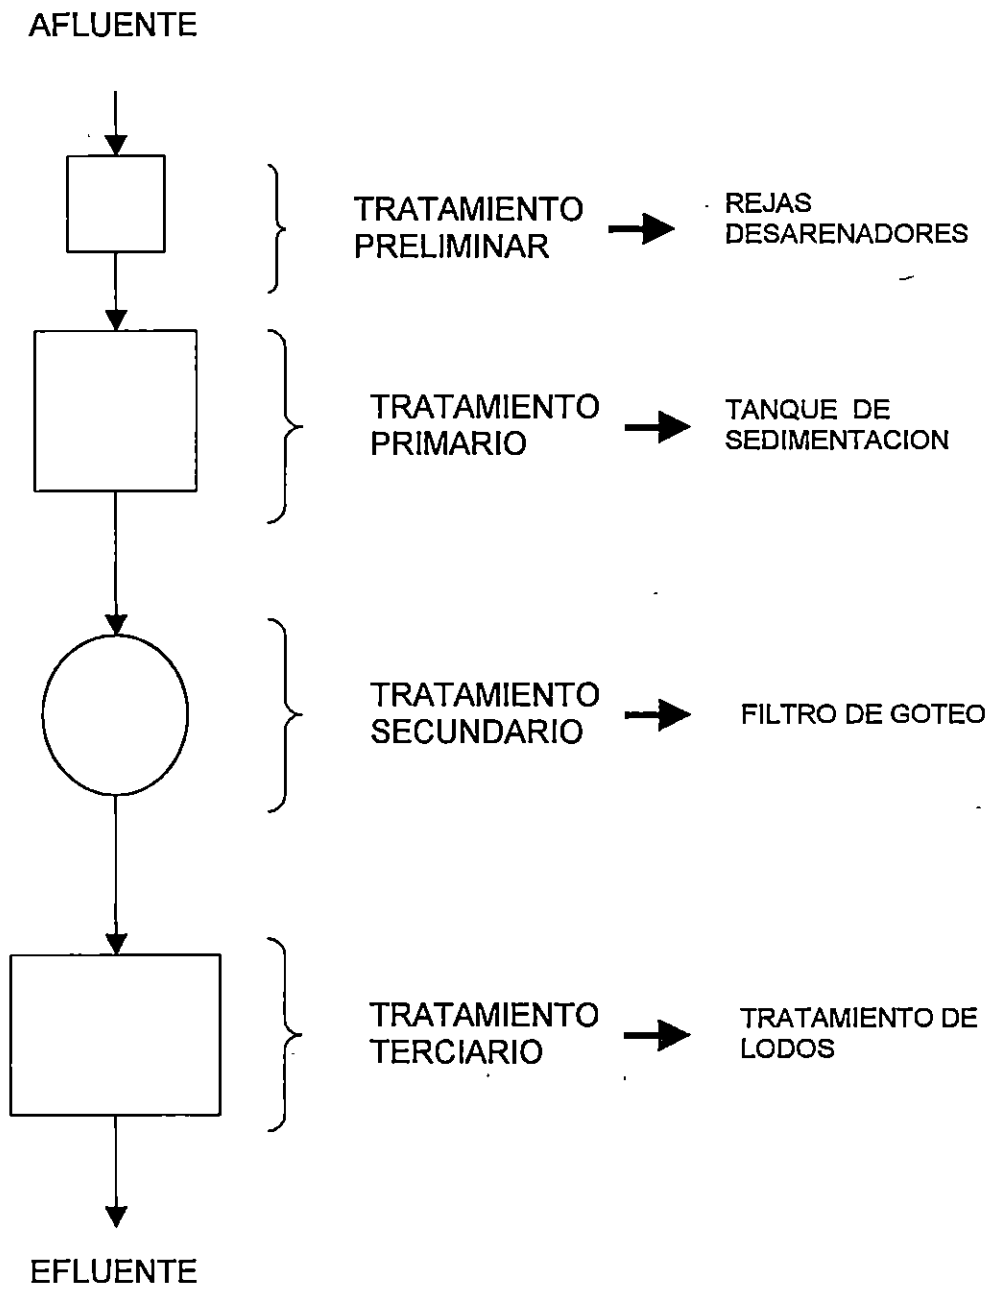 AFLUENTE
TRATAMIENTO
PRELIMINAR
REJAS
DESARENADORES
TRATAMIENTO
PRIMARIO
TANQUE DE
SEDIMENTACION
TRATAMIENTO
SECUNDARIO
FILTRO DE GOTEO
TRATAMIENTO
TERCIARIO
TRATAMIENTO DE
LODOS
EFLUENTE